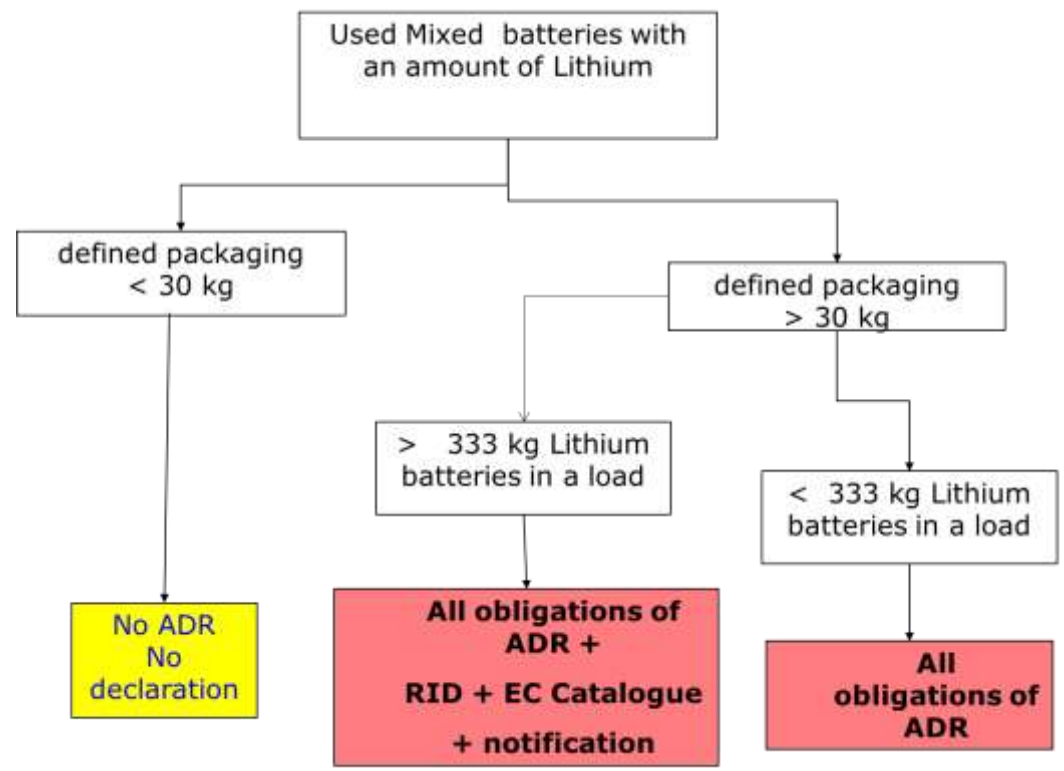 Used Mixed batteries with
an amount of Lithium
defined packaging
< 30 kg
defined packaging
> 30 kg
> 333 kg Lithium
batteries in a load
< 333 kg Lithium
batteries in a load
No ADR
No
declaration
All obligations of
ADR +
RID + EC Catalogue
+ notification
All
obligations of
ADR